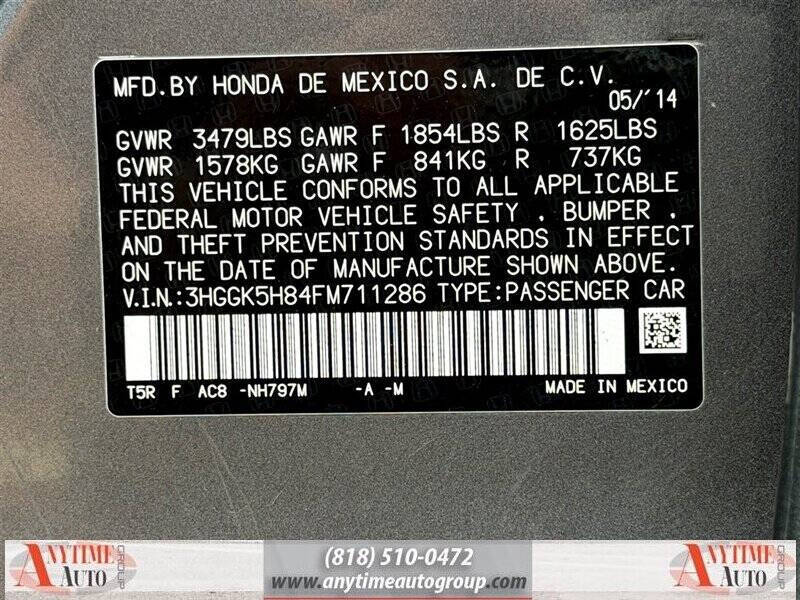 MFD.BY HONDA DE MEXICO S.A. DE C.V.
05/'14
GVWR 3479LBS GAWR F 1854LBS R 1625LBS
GVWR 1578KG GAWR F 841KG R 737KG
THIS VEHICLE CONFORMS TO ALL APPLICABLE
FEDERAL MOTOR VEHICLE SAFETY , BUMPER ,
AND THEFT PREVENTION STANDARDS IN EFFECT
ON THE DATE OF MANUFACTURE SHOWN ABOVE.
V.I.N.:3HGGK5H84FM711286 TYPE:PASSENGER CAR
T5R F AC8 -NH797M -A -M MADE IN MEXICO
ANYTIME AUTO GROUP
(818) 510-0472
www.anytimeautogroup.com
ANYTIME AUTO GROUP